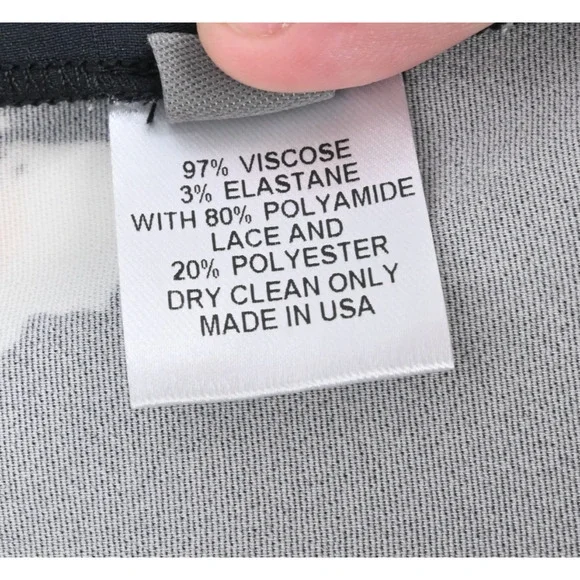 97% VISCOSE
3% ELASTANE
WITH 80% POLYAMIDE
LACE AND
20% POLYESTER
DRY CLEAN ONLY
MADE IN USA